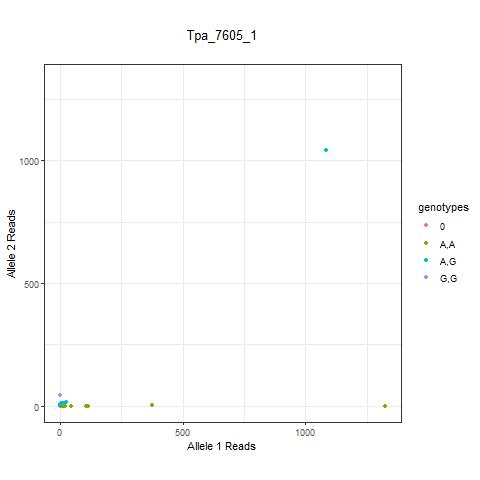 Tpa_7605_1
Allele 2 Reads
1000
500
0
0
500
1000
Allele 1 Reads
genotypes
0
A,A
A,G
G,G